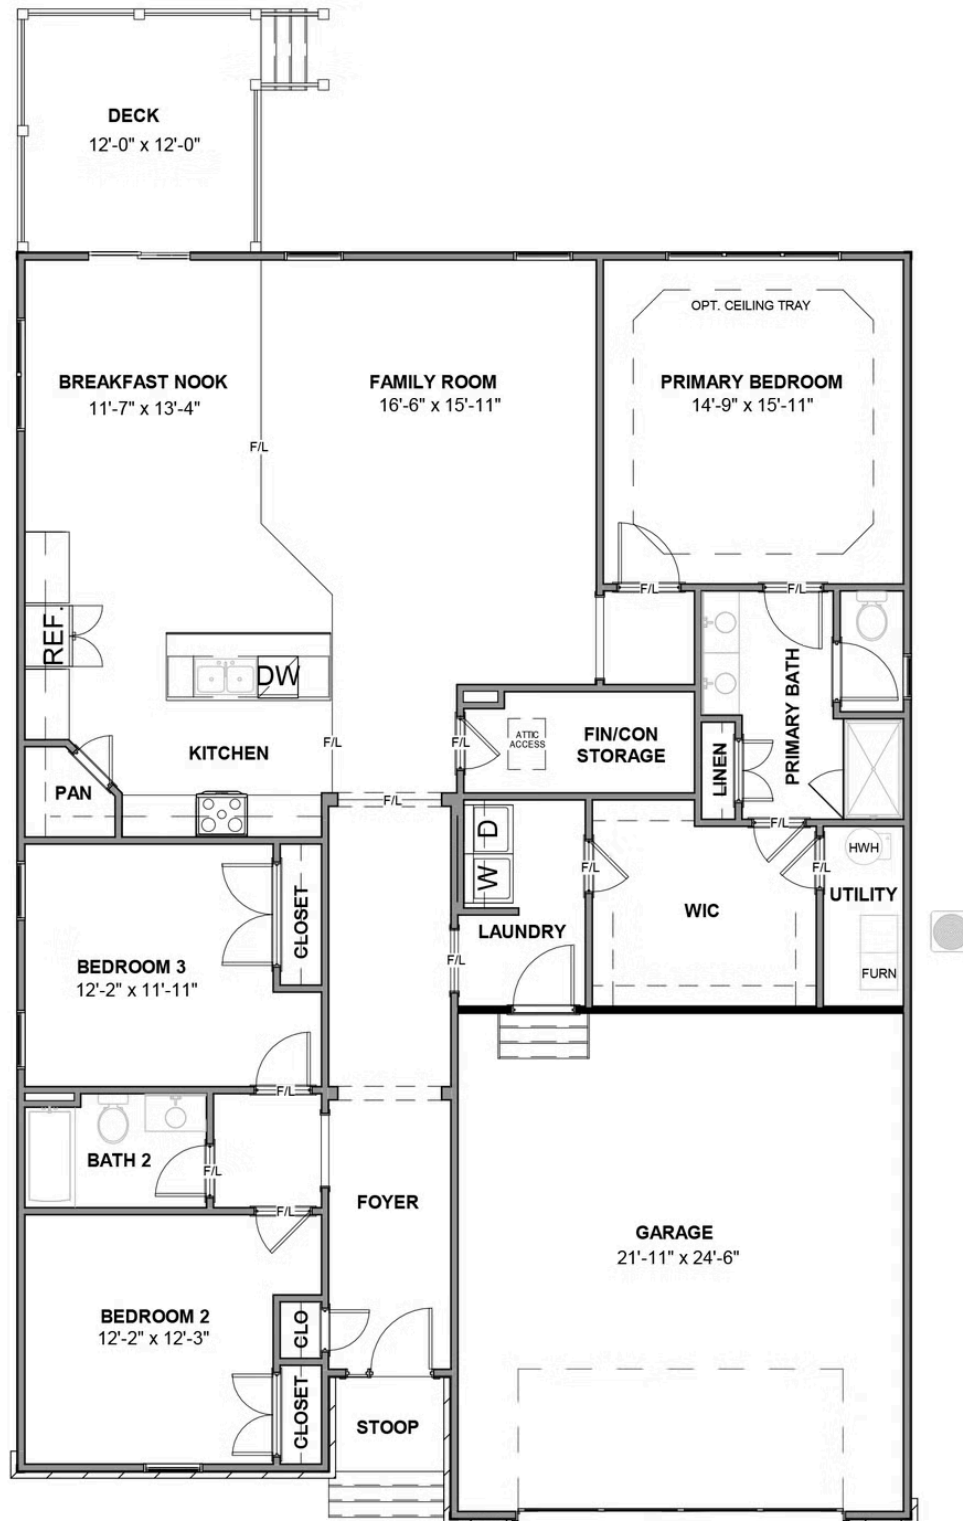 DECK
12'-0" x 12'-0"
OPT. CEILING TRAY
BREAKFAST NOOK
11'-7" x 13'-4"
FAMILY ROOM
16'-6" x 15'-11"
PRIMARY BEDROOM
14'-9" x 15'-11"
F/L
F/L
F/L
REF.
DW
PRIMARY BATH
KITCHEN
F/L
F/L
ATTIC
ACCESS
FIN/CON
STORAGE
LINEN
PAN
F/L
F/L
D
W
HWH
F/L
F/L
UTILITY
CLOSET
LAUNDRY
WIC
F/L
FURN
BEDROOM 3
12'-2" x 11'-11"
F/L
BATH 2
F/L
F/L
FOYER
GARAGE
21'-11" x 24'-6"
BEDROOM 2
12'-2" x 12'-3"
CLO
CLOSET
STOOP